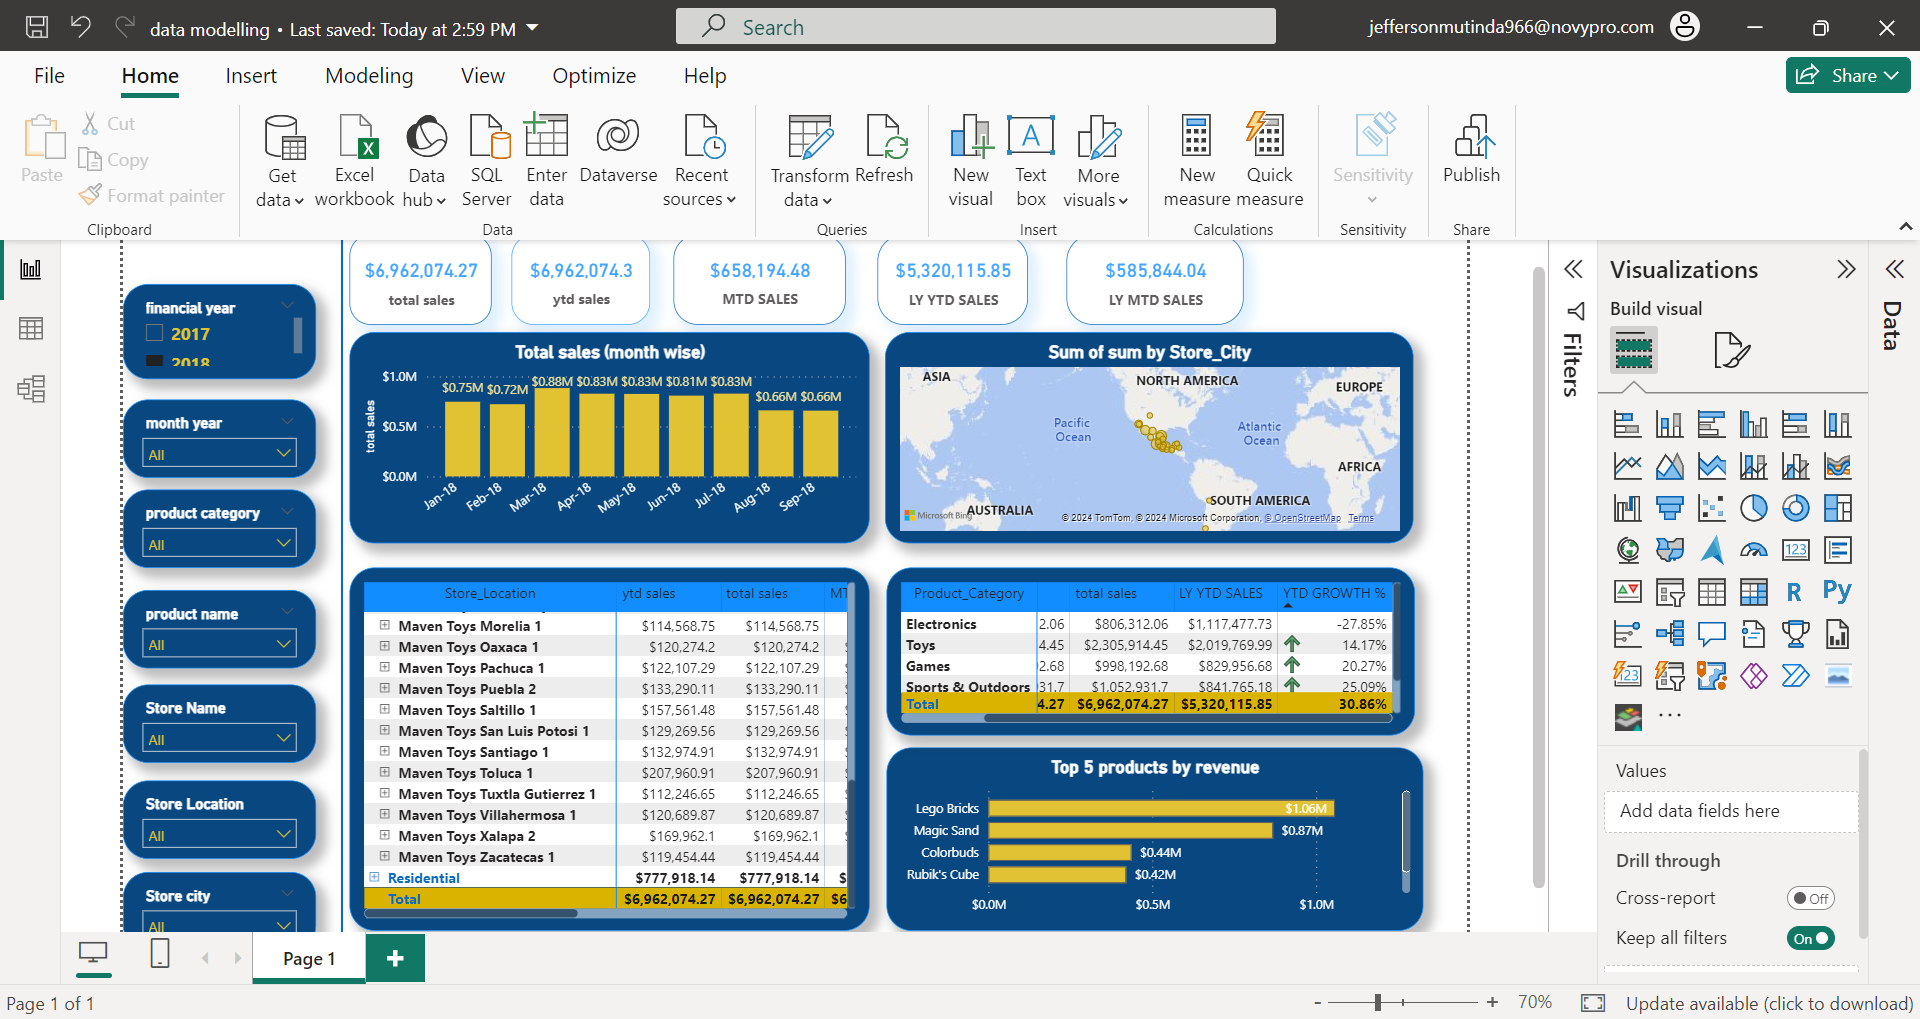 data modelling • Last saved: Today at 2:59 PM
Search
jeffersonmutinda966@novypro.com
File
Home
Insert
Modeling
View
Optimize
Help
Share
Paste
Cut
Copy
Format painter
Clipboard
Get data
Excel workbook
Data hub
SQL Server
Enter data
Dataverse
Recent sources
Data
Transform data
Refresh
Queries
New visual
Text box
More visuals
Insert
New measure
Quick measure
Calculations
Sensitivity
Sensitivity
Publish
Share
financial year
2017
2018
month year
All
product category
All
product name
All
Store Name
All
Store Location
All
Store city
All
$6,962,074.27
total sales
$6,962,074.3
ytd sales
$658,194.48
MTD SALES
$5,320,115.85
LY YTD SALES
$585,844.04
LY MTD SALES
Total sales (month wise)
total sales
$1.0M
$0.5M
$0.0M
$0.75M $0.72M $0.88M $0.83M $0.83M $0.81M $0.83M $0.66M $0.66M
Jan-18 Feb-18 Mar-18 Apr-18 May-18 Jun-18 Jul-18 Aug-18 Sep-18
Sum of sum by Store_City
ASIA
NORTH AMERICA
EUROPE
Pacific Ocean
Atlantic Ocean
AFRICA
SOUTH AMERICA
AUSTRALIA
Microsoft Bing
© 2024 TomTom, © 2024 Microsoft Corporation, © OpenStreetMap Terms
Store_Location ytd sales total sales MT
Maven Toys Morelia 1 $114,568.75 $114,568.75
Maven Toys Oaxaca 1 $120,274.2 $120,274.2
Maven Toys Pachuca 1 $122,107.29 $122,107.29
Maven Toys Puebla 2 $133,290.11 $133,290.11
Maven Toys Saltillo 1 $157,561.48 $157,561.48
Maven Toys San Luis Potosi 1 $129,269.56 $129,269.56
Maven Toys Santiago 1 $132,974.91 $132,974.91
Maven Toys Toluca 1 $207,960.91 $207,960.91
Maven Toys Tuxtla Gutierrez 1 $112,246.65 $112,246.65
Maven Toys Villahermosa 1 $120,689.87 $120,689.87
Maven Toys Xalapa 2 $169,962.1 $169,962.1
Maven Toys Zacatecas 1 $119,454.44 $119,454.44
Residential $777,918.14 $777,918.14 $
Total $6,962,074.27 $6,962,074.27 $6
Product_Category total sales LY YTD SALES YTD GROWTH %
Electronics 2.06 $806,312.06 $1,117,477.73 -27.85%
Toys 4.45 $2,305,914.45 $2,019,769.99 14.17%
Games 2.68 $998,192.68 $829,956.68 20.27%
Sports & Outdoors 31.7 $1,052,931.7 $841,765.18 25.09%
Total 4.27 $6,962,074.27 $5,320,115.85 30.86%
Top 5 products by revenue
Lego Bricks $1.06M
Magic Sand $0.87M
Colorbuds $0.44M
Rubik's Cube $0.42M
$0.0M $0.5M $1.0M
Filters
Visualizations
Build visual
123
R
Py
123
Values
Add data fields here
Drill through
Cross-report
Off
Keep all filters
On
Data
Page 1
Page 1 of 1
- + 70%
Update available (click to download)